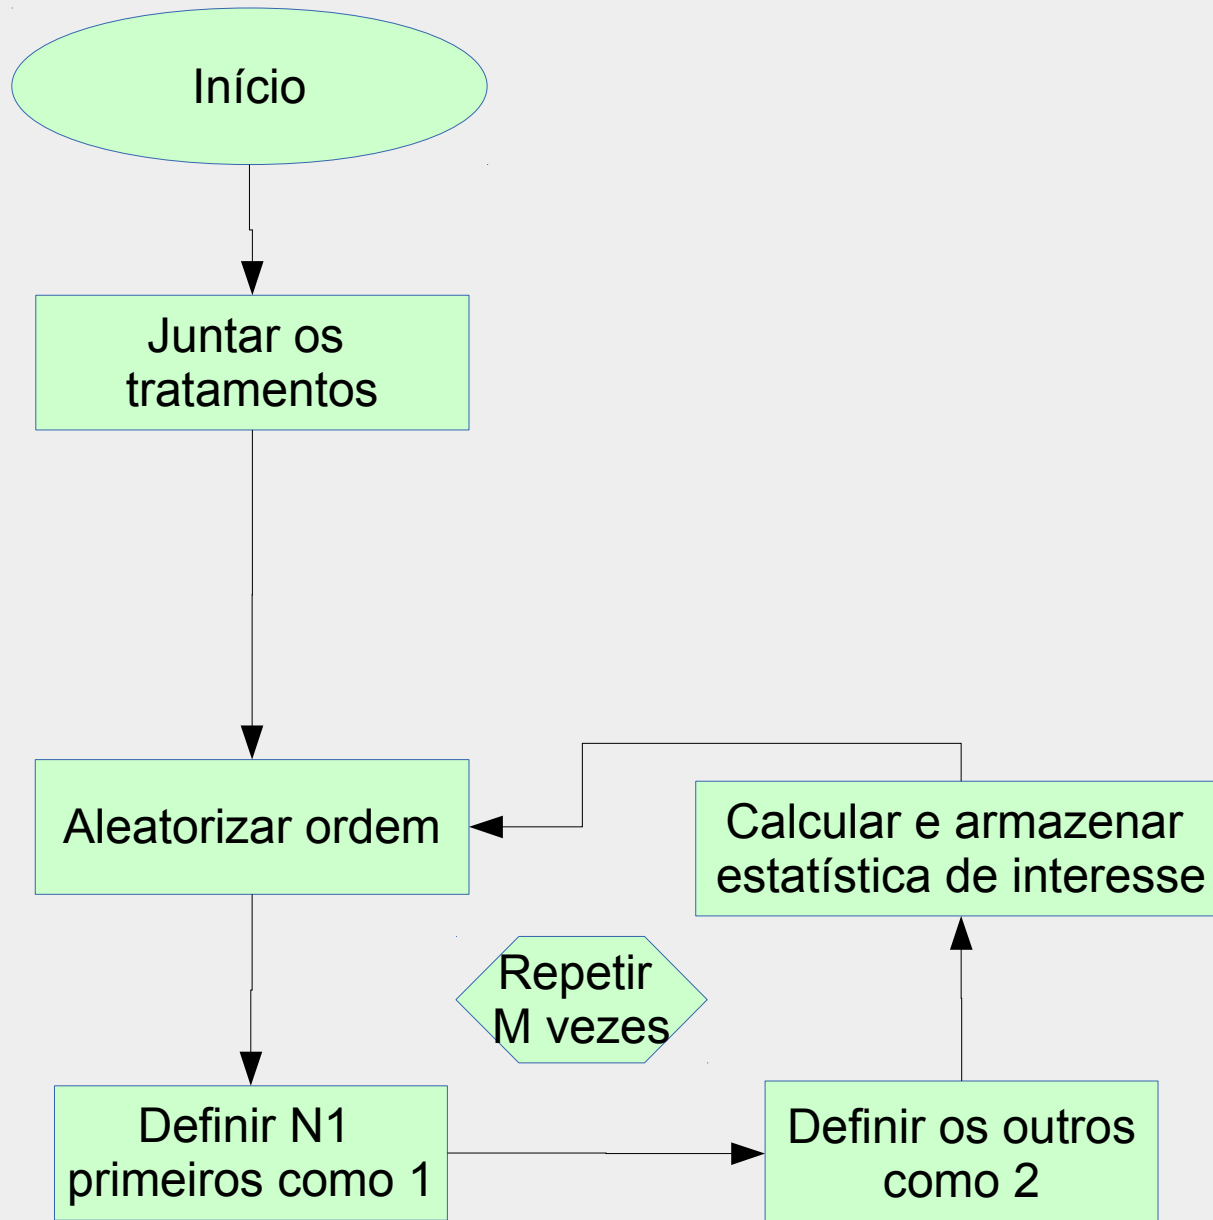 Início
Juntar os
tratamentos
Aleatorizar ordem
Calcular e armazenar
estatística de interesse
Repetir
M vezes
Definir N1
primeiros como 1
Definir os outros
como 2